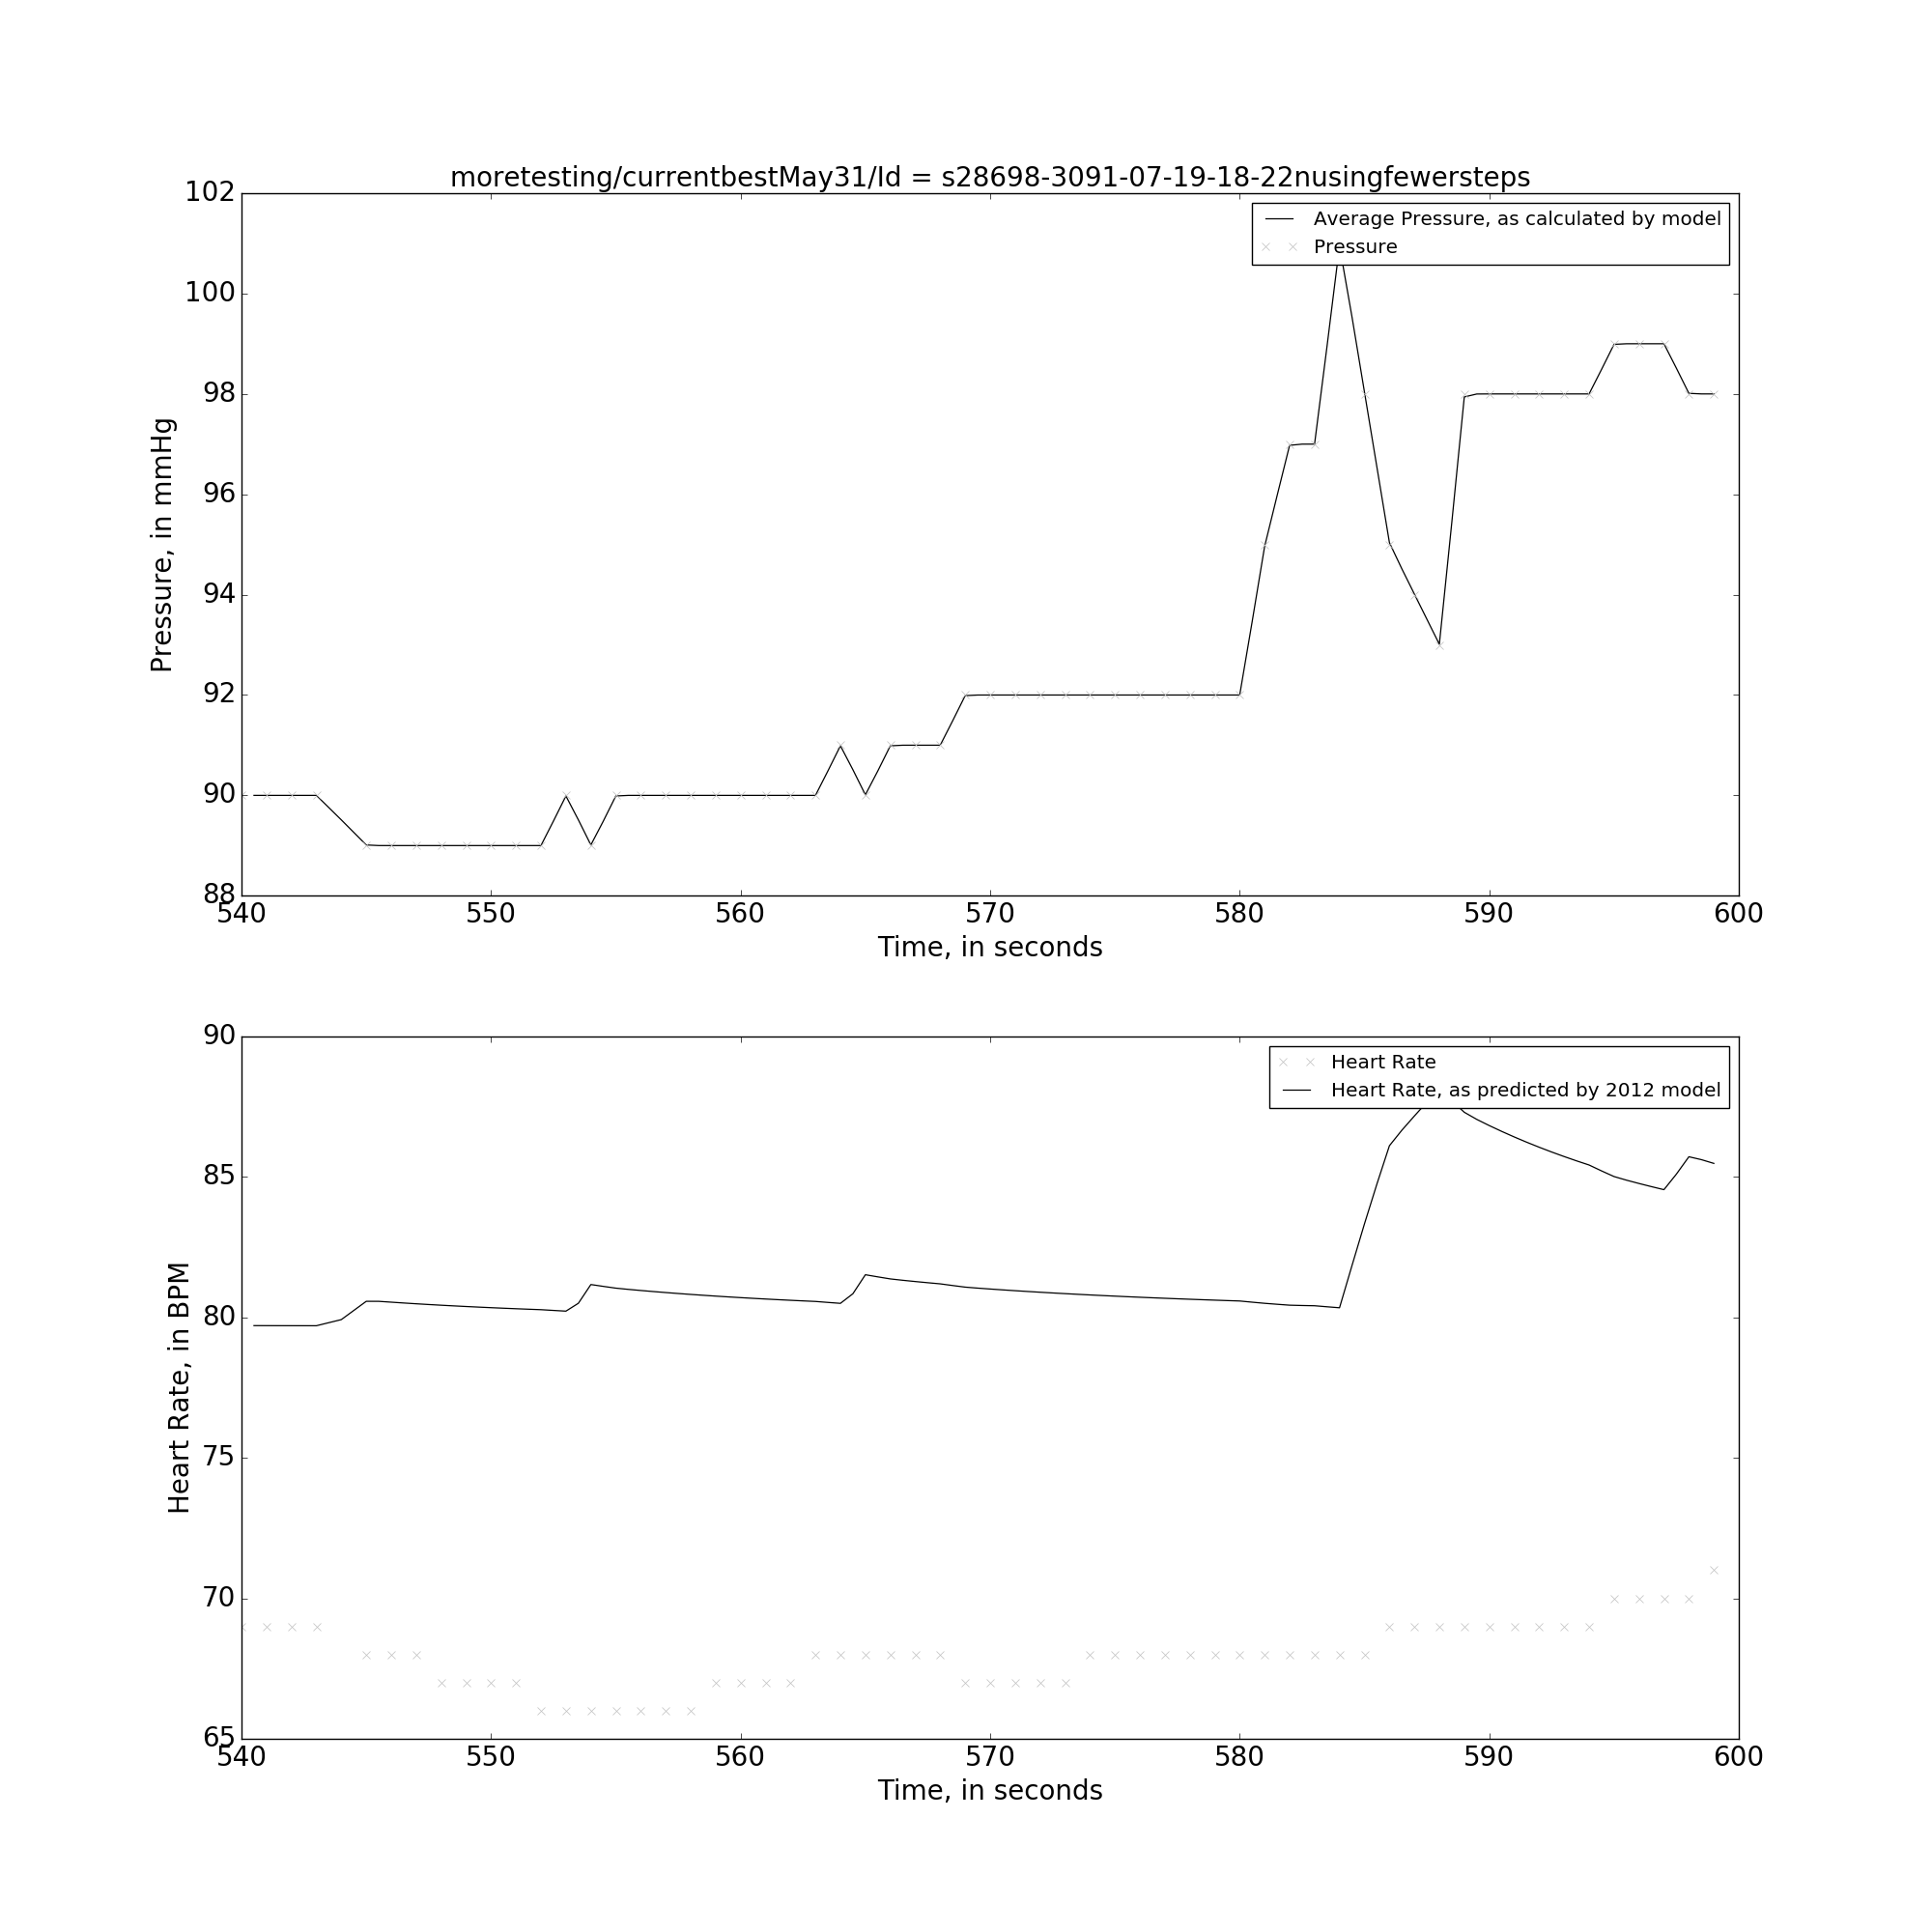 moretesting/currentbestMay31/Id = s28698-3091-07-19-18-22nusingfewersteps
102
100
98
96
94
92
90
88
Pressure, in mmHg
Average Pressure, as calculated by model
Pressure
540 550 560 570 580 590 600
Time, in seconds
90
85
80
75
70
65
Heart Rate, in BPM
Heart Rate
Heart Rate, as predicted by 2012 model
540 550 560 570 580 590 600
Time, in seconds